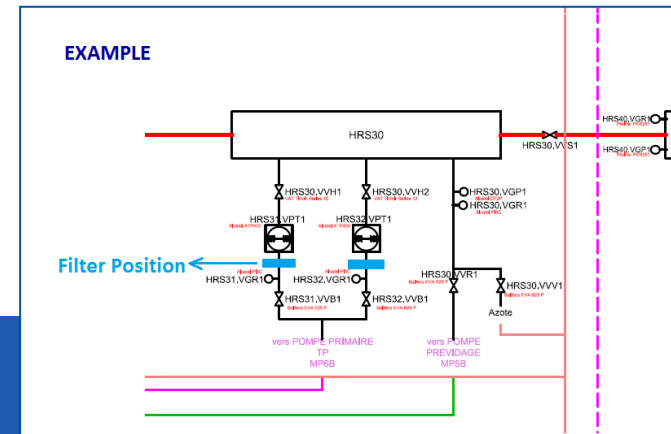 EXAMPLE
HRS30
HRS30,VVS1
HRS40,VGR1
HRS40,VGP1
HRS30,VVH1
HRS30,VVH2
HRS30,VGP1
HRS30,VGR1
HRS31,VPT1
HRS32,VPT1
Filter Position
HRS31,VGR1
HRS32,VGR1
HRS30,VVR1
HRS30,VVV1
HRS31,VVB1
HRS32,VVB1
Azote
vers POMPE PRIMAIRE
TP
MP6B
vers POMPE
PREVIDAGE
MP5B